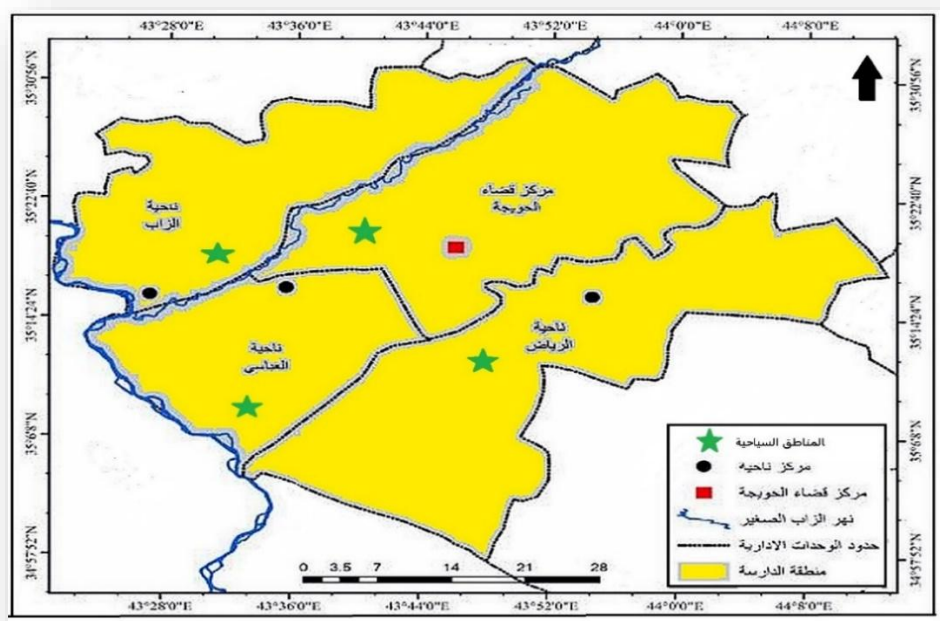 43°28'0"E 43°36'0"E 43°44'0"E 43°52'0"E 44°0'0"E 44°8'0"E
35°30'56"N 35°30'56"N
35°22'40"N 35°22'40"N
35°14'24"N 35°14'24"N
35°6'8"N 35°6'8"N
34°57'52"N 34°57'52"N
مركز قضاء
الحويجة
ناحية
الزاب
ناحية
الرياض
ناحية
العباسي
المناطق السياحية
مركز ناحيه
مركز قضاء الحويجة
نهر الزاب الصغير
حدود الوحدات الادارية
منطقة الدارسة
0 3.5 7 14 21 28
43°28'0"E 43°36'0"E 43°44'0"E 43°52'0"E 44°0'0"E 44°8'0"E